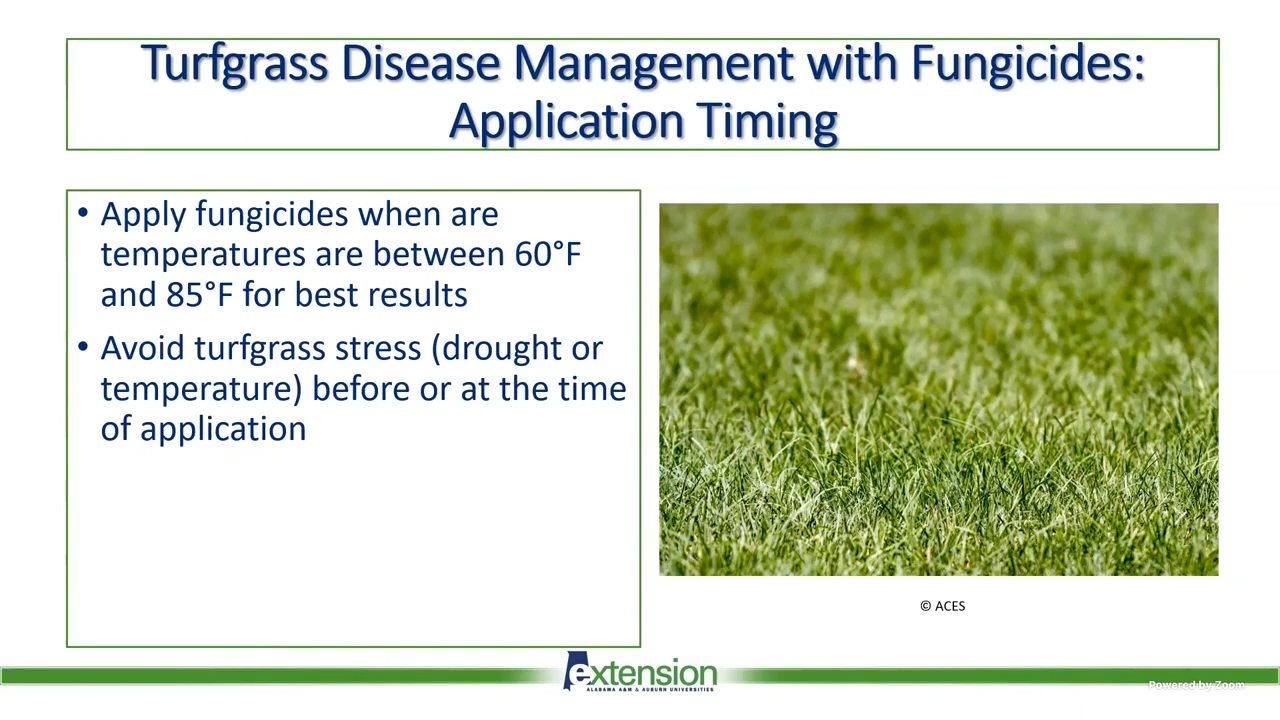 Turfgrass Disease Management with Fungicides:
Application Timing
• Apply fungicides when are
temperatures are between 60°F
and 85°F for best results
• Avoid turfgrass stress (drought or
temperature) before or at the time
of application
© ACES
extension
ALABAMA A&M & AUBURN UNIVERSITIES
Powered by Zoom